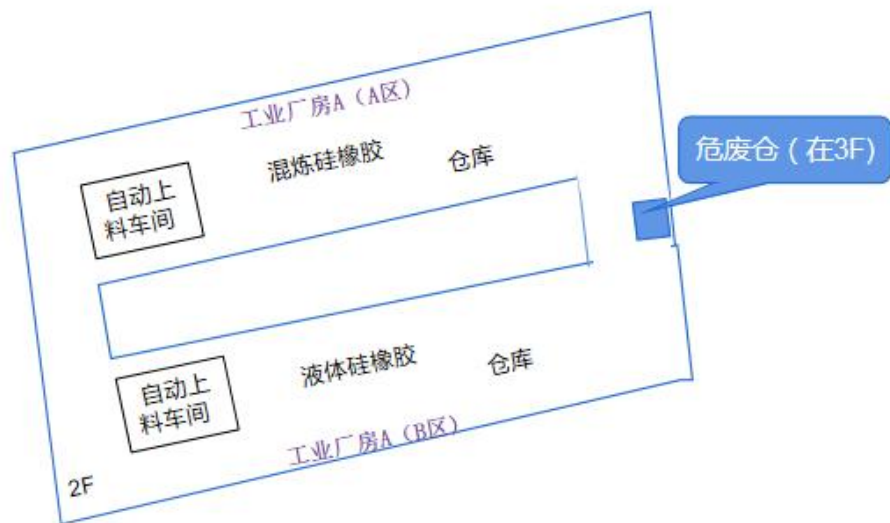 工业厂房A（A区）
危废仓（在3F)
混炼硅橡胶
仓库
自动上
料车间
液体硅橡胶
仓库
自动上
料车间
工业厂房A（B区）
2F